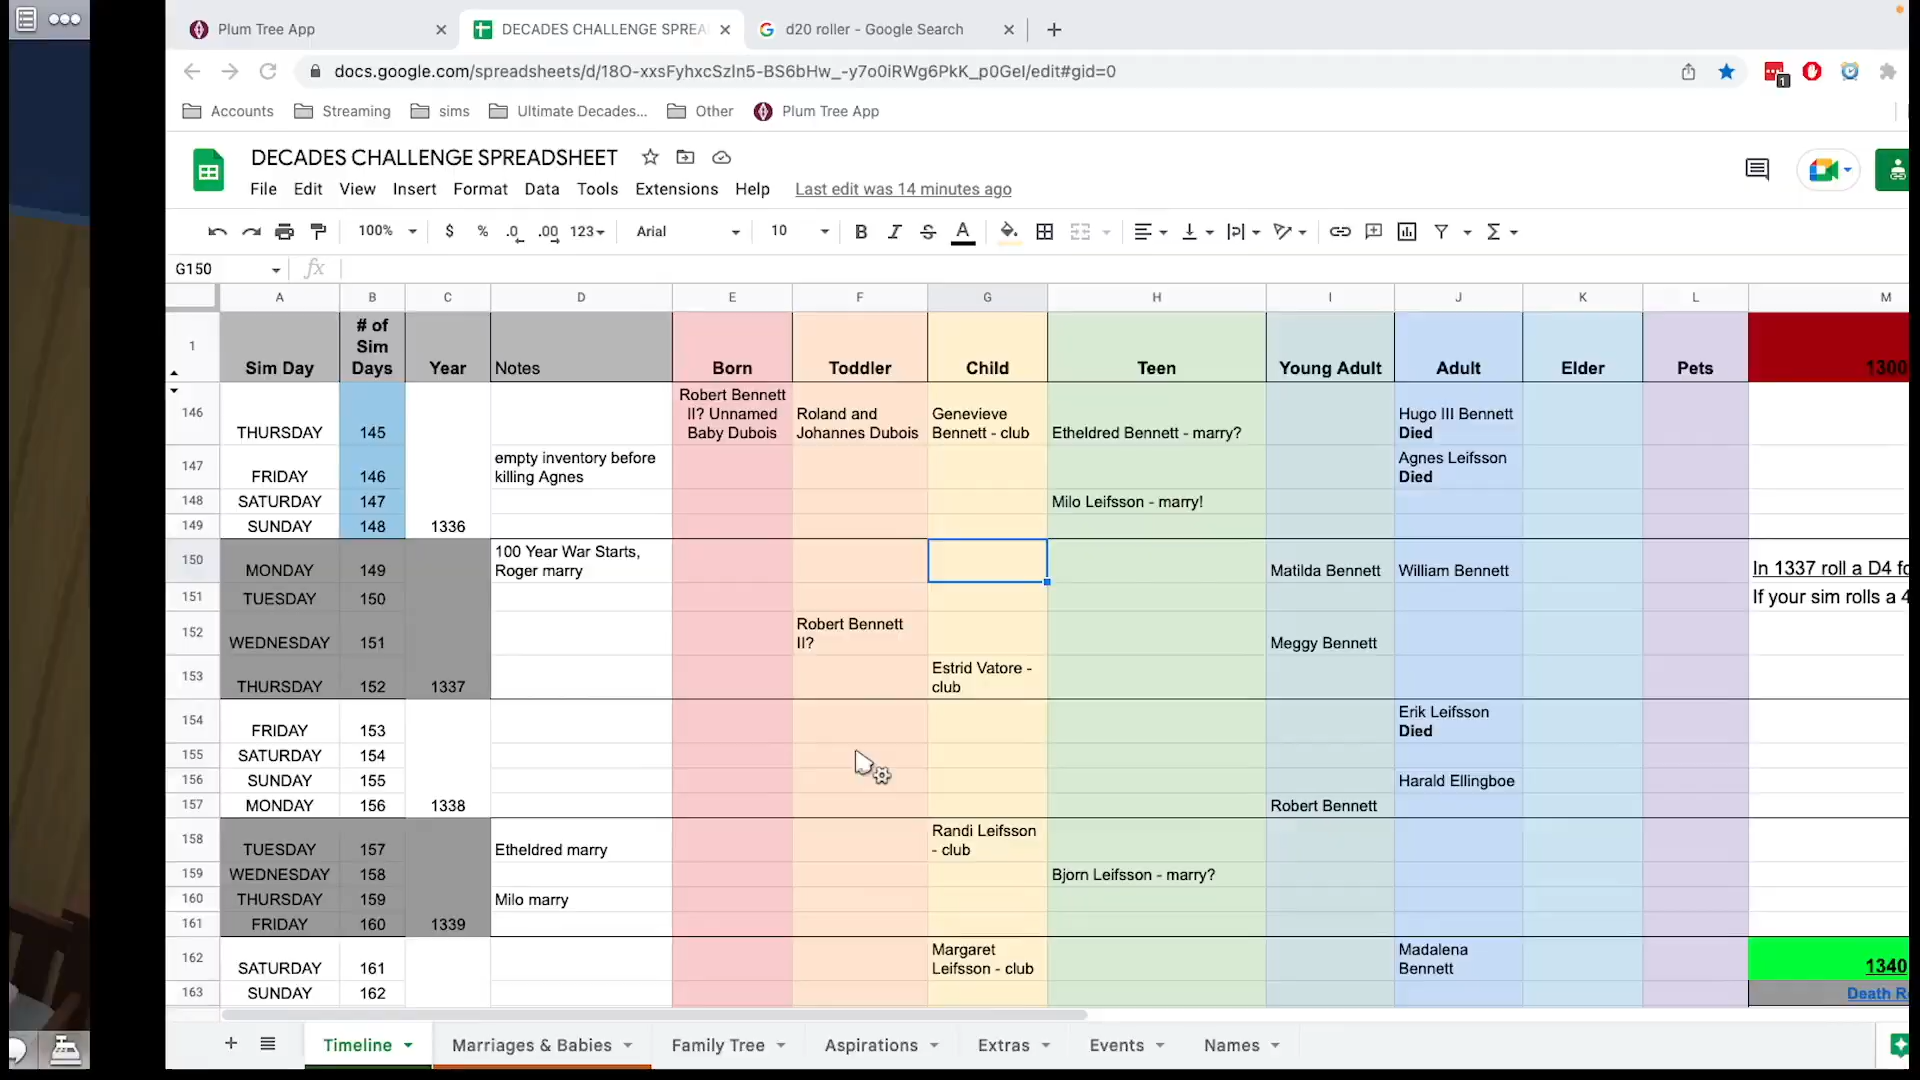 Plum Tree App
DECADES CHALLENGE SPREA
d20 roller - Google Search
docs.google.com/spreadsheets/d/18O-xxsFyhxcSzln5-BS6bHw_-y7o0iRWg6PkK_p0GeI/edit#gid=0
1
Accounts
Streaming
sims
Ultimate Decades...
Other
Plum Tree App
DECADES CHALLENGE SPREADSHEET
File Edit View Insert Format Data Tools Extensions Help Last edit was 14 minutes ago
100% $ % .0 .00 123 Arial 10 B I S A
G150 fx
A B C D E F G H I J K L M
1
Sim Day
# of
Sim
Days
Year
Notes
Born
Toddler
Child
Teen
Young Adult
Adult
Elder
Pets
1300
146
THURSDAY 145
Robert Bennett
II? Unnamed
Baby Dubois
Roland and
Johannes Dubois
Genevieve
Bennett - club
Etheldred Bennett - marry?
Hugo III Bennett
Died
147
FRIDAY 146
empty inventory before
killing Agnes
Agnes Leifsson
Died
148
SATURDAY 147
Milo Leifsson - marry!
149
SUNDAY 148 1336
150
MONDAY 149
100 Year War Starts,
Roger marry
Matilda Bennett
William Bennett
In 1337 roll a D4 fo
151
TUESDAY 150
If your sim rolls a 4
152
WEDNESDAY 151
Robert Bennett
II?
Meggy Bennett
153
THURSDAY 152 1337
Estrid Vatore -
club
154
FRIDAY 153
Erik Leifsson
Died
155
SATURDAY 154
156
SUNDAY 155
Harald Ellingboe
157
MONDAY 156 1338
Robert Bennett
158
TUESDAY 157
Etheldred marry
Randi Leifsson
- club
159
WEDNESDAY 158
Bjorn Leifsson - marry?
160
THURSDAY 159
Milo marry
161
FRIDAY 160 1339
162
SATURDAY 161
Margaret
Leifsson - club
Madalena
Bennett
1340
163
SUNDAY 162
Death R
Timeline
Marriages & Babies
Family Tree
Aspirations
Extras
Events
Names